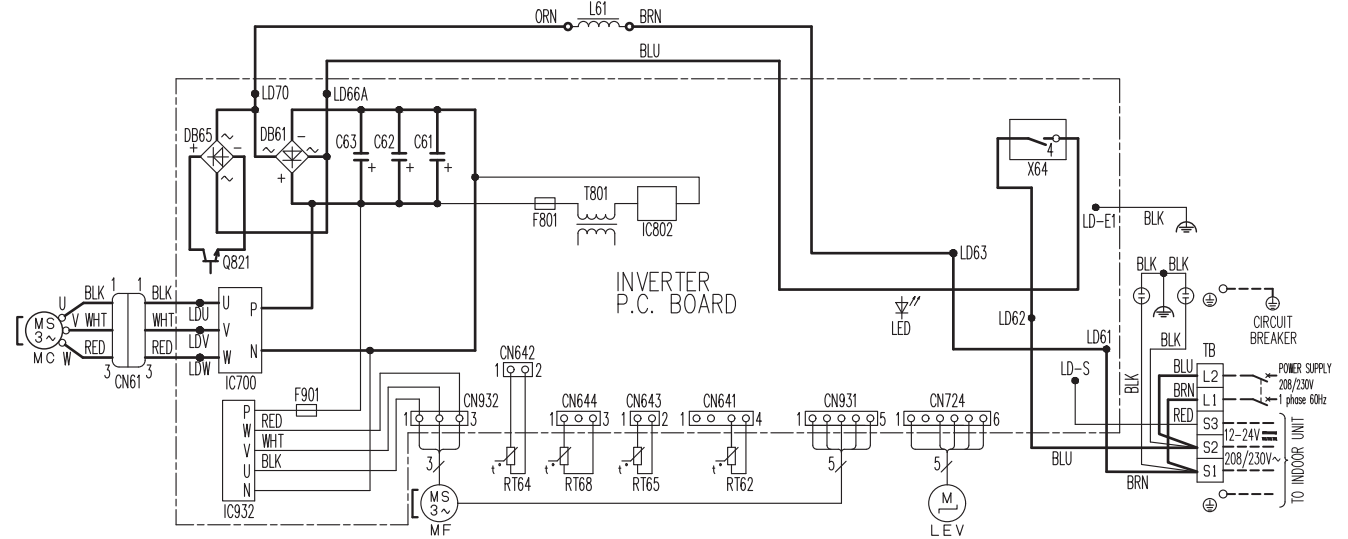 ORN L61 BRN
BLU
LD70 LD66A
DB65 DB61 C63 C62 C61
+ ~ - ~ - ~
~ + + + +
4
X64
T801
F801 IC802
LD-E1 BLK
Q821
LD63
INVERTER
P.C. BOARD
BLK BLK
1 1
U BLK BLK LDU U P
MS 3~ V WHT WHT LDV V
MC W RED RED LDW W N
3 3
CN61 IC700
LED
LD62
LD61
CIRCUIT
BREAKER
BLK
TB
LD-S
BLK
BLU L2 POWER SUPPLY
208/230V
BRN L1 1 phase 60Hz
RED S3 12-24V
S2 208/230V~
S1
TO INDOOR UNIT
BLU
BRN
CN642
1 2
F901
CN932
1 3
CN644
1 3
CN643
1 2
CN641
1 4
CN931
1 5
CN724
1 6
P
W RED
V WHT
U BLK
N
IC932
3
t° RT64
t° RT68
t° RT65
t° RT62
5
5
MS
3~
MF
M
LEV